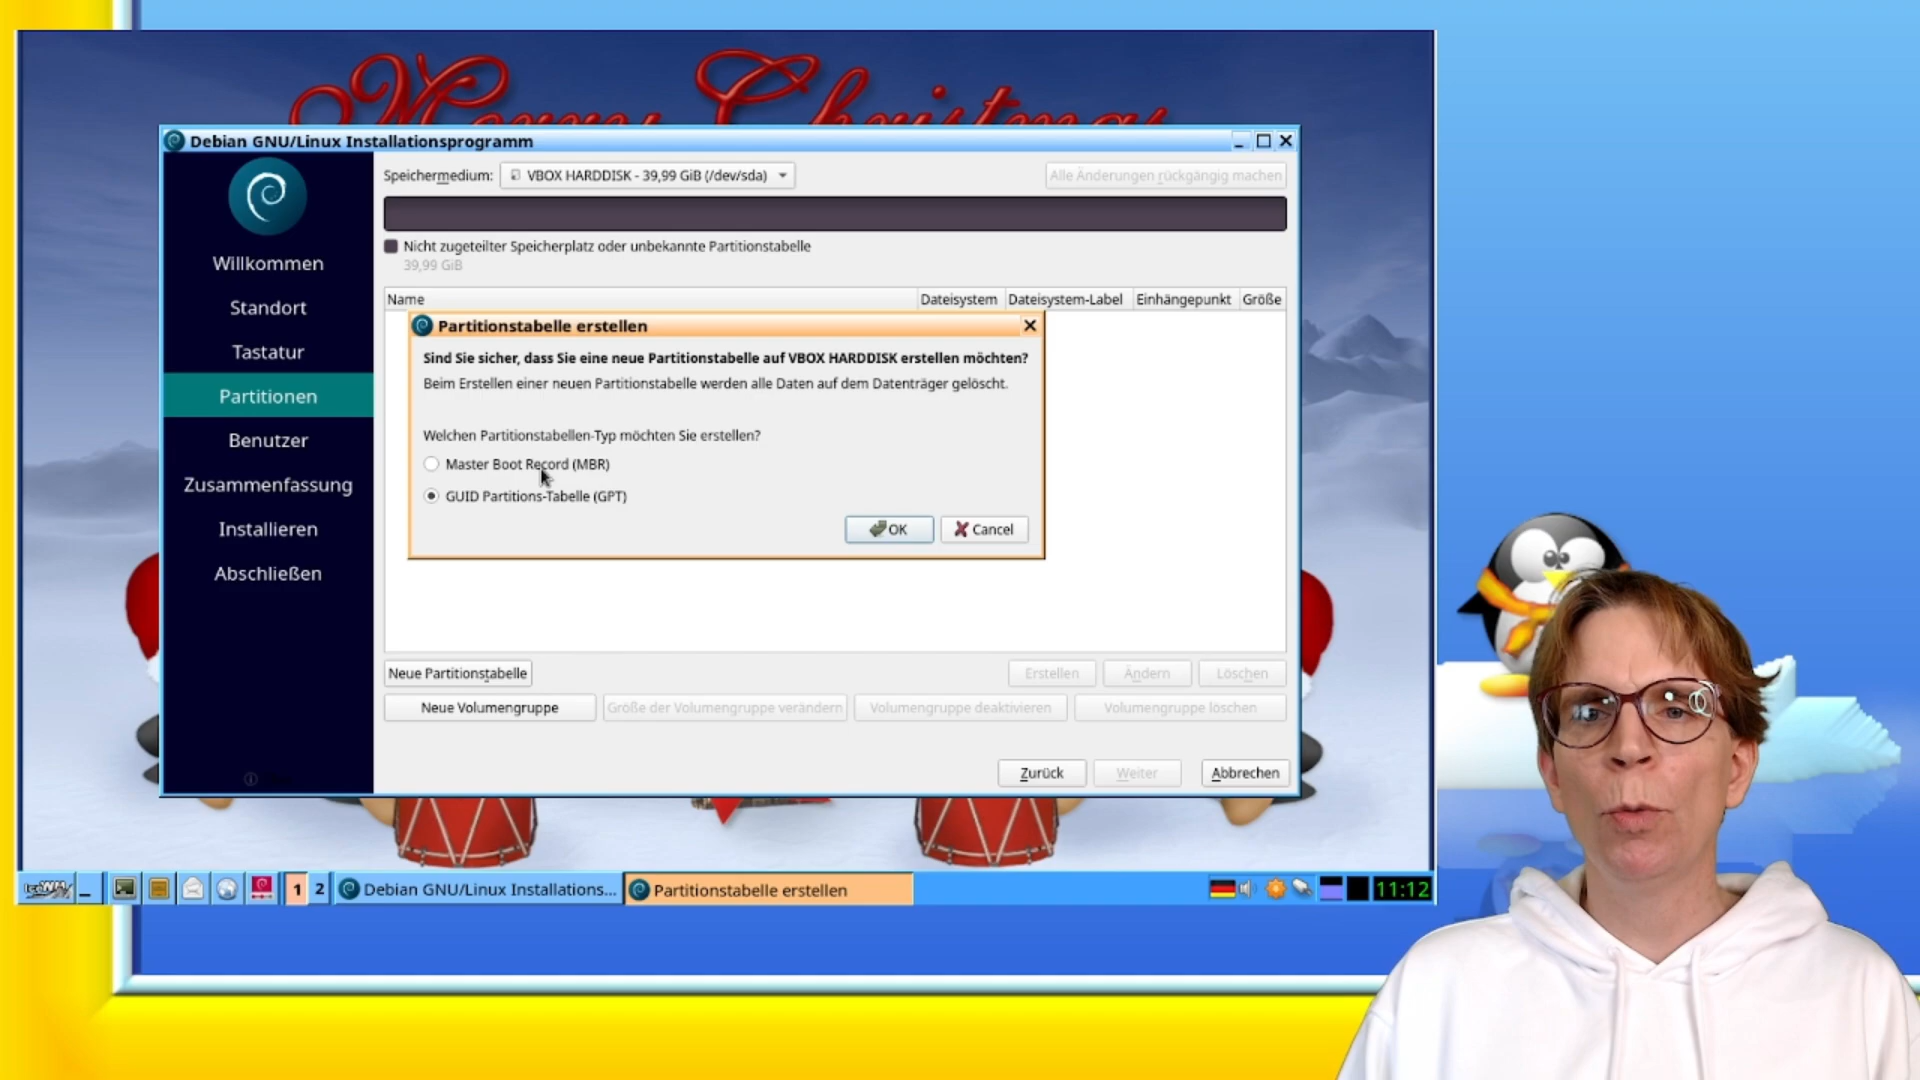 Merry Christmas
Debian GNU/Linux Installationsprogramm
Speichermedium: VBOX HARDDISK - 39,99 GiB (/dev/sda) Alle Änderungen rückgängig machen
Nicht zugeteilter Speicherplatz oder unbekannte Partitionstabelle
39,99 GiB
Willkommen
Standort
Tastatur
Partitionen
Benutzer
Zusammenfassung
Installieren
Abschließen
Name Dateisystem Dateisystem-Label Einhängepunkt Größe
Partitionstabelle erstellen
Sind Sie sicher, dass Sie eine neue Partitionstabelle auf VBOX HARDDISK erstellen möchten?
Beim Erstellen einer neuen Partitionstabelle werden alle Daten auf dem Datenträger gelöscht.
Welchen Partitionstabellen-Typ möchten Sie erstellen?
Master Boot Record (MBR)
GUID Partitions-Tabelle (GPT)
OK Cancel
Neue Partitionstabelle Erstellen Ändern Löschen
Neue Volumengruppe Größe der Volumengruppe verändern Volumengruppe deaktivieren Volumengruppe löschen
Zurück Weiter Abbrechen
IceWM 1 2 Debian GNU/Linux Installations... Partitionstabelle erstellen 11:12